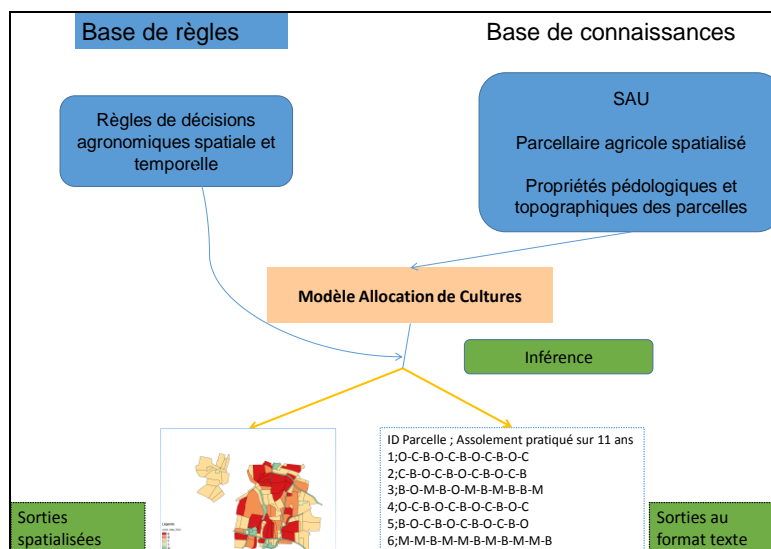 Base de règles
Base de connaissances
Règles de décisions
agronomiques spatiale et
temporelle
SAU
Parcellaire agricole spatialisé
Propriétés pédologiques et
topographiques des parcelles
Modèle Allocation de Cultures
Inférence
ID Parcelle ; Assolement pratiqué sur 11 ans
1;O-C-B-O-C-B-O-C-B-O-C
2;C-B-O-C-B-O-C-B-O-C-B
3;B-O-M-B-O-M-B-M-B-B-M
4;O-C-B-O-C-B-O-C-B-O-C
5;B-O-C-B-O-C-B-O-C-B-O
6;M-M-B-M-M-B-M-B-M-M-B
Sorties
spatialisées
Sorties au
format texte